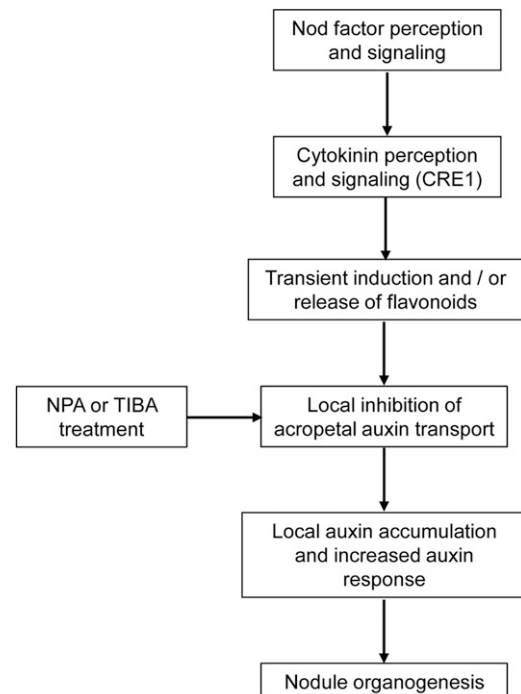 Nod factor perception
and signaling
Cytokinin perception
and signaling (CRE1)
Transient induction and / or
release of flavonoids
NPA or TIBA
treatment
Local inhibition of
acropetal auxin transport
Local auxin accumulation
and increased auxin
response
Nodule organogenesis